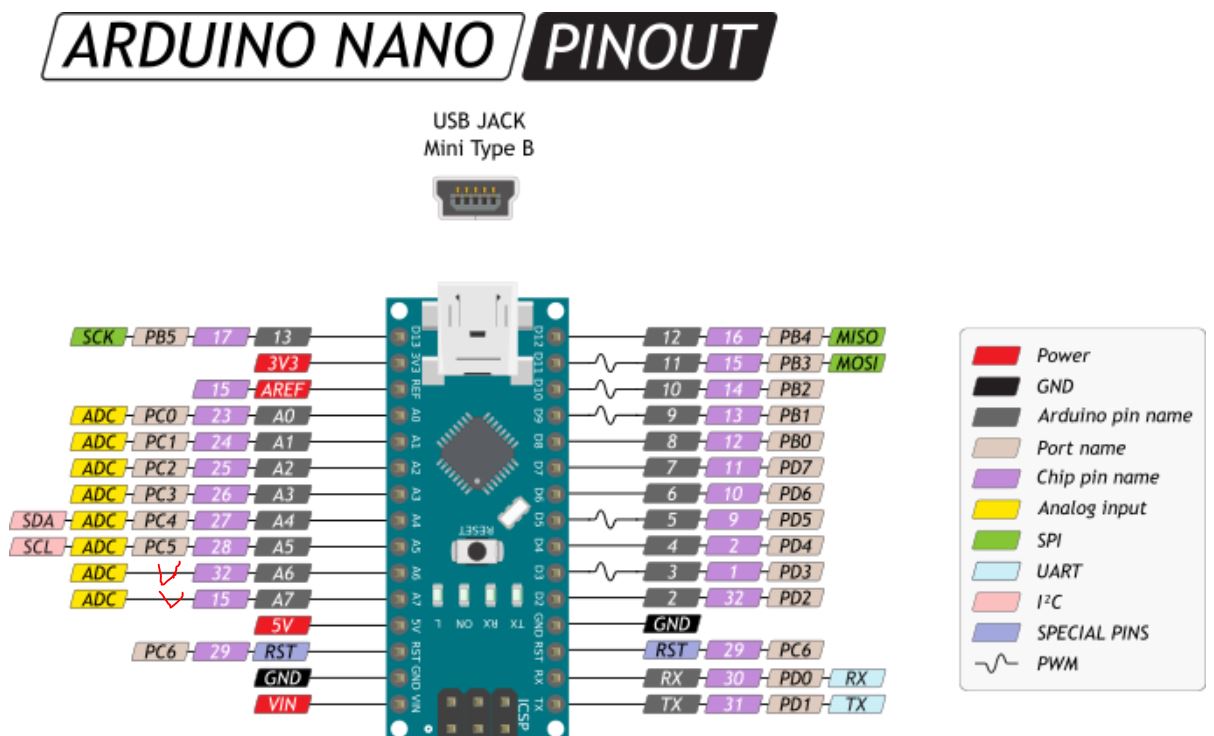 ARDUINO NANO PINOUT
USB JACK
Mini Type B
SCK PB5 17 13 D13 D12 12 16 PB4 MISO
3V3 3V3 D11 11 15 PB3 MOSI
15 AREF REF D10 10 14 PB2
ADC PC0 23 A0 A0 D9 9 13 PB1
ADC PC1 24 A1 A1 D8 8 12 PB0
ADC PC2 25 A2 A2 D7 7 11 PD7
ADC PC3 26 A3 A3 D6 6 10 PD6
SDA ADC PC4 27 A4 A4 D5 5 9 PD5
RESET
SCL ADC PC5 28 A5 A5 D4 4 2 PD4
ADC 32 A6 A6 D3 3 1 PD3
ADC 15 A7 A7 D2 2 32 PD2
5V 5V L ON RX TX GND GND
PC6 29 RST RST RST RST 29 PC6
GND GND RX RX 30 PD0 RX
VIN VIN ICSP TX TX 31 PD1 TX
Power
GND
Arduino pin name
Port name
Chip pin name
Analog input
SPI
UART
I²C
SPECIAL PINS
PWM